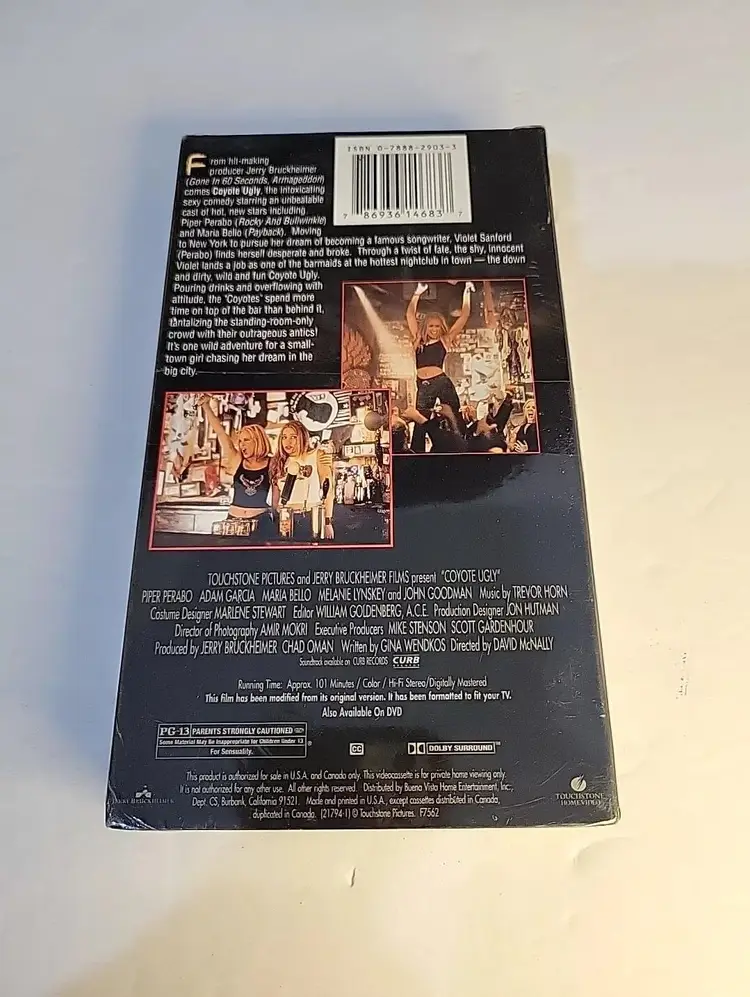 From hit-making
producer Jerry Bruckheimer
(Gone In 60 Seconds, Armageddon)
comes Coyote Ugly, the intoxicating
sexy comedy starring an unbeatable
cast of hot, new stars including
Piper Perabo (Rocky And Bullwinkle)
and Maria Bello (Payback). Moving
to New York to pursue her dream of becoming a famous songwriter, Violet Sanford
(Perabo) finds herself desperate and broke. Through a twist of fate, the shy, innocent
Violet lands a job as one of the barmaids at the hottest nightclub in town — the down
and dirty, wild and fun Coyote Ugly.
Pouring drinks and overflowing with
attitude, the "Coyotes" spend more
time on top of the bar than behind it,
tantalizing the standing-room-only
crowd with their outrageous antics!
It's one wild adventure for a small-
town girl chasing her dream in the
big city.
ISBN 0-7888-2903-3
7 86936 14683 7
TOUCHSTONE PICTURES and JERRY BRUCKHEIMER FILMS present "COYOTE UGLY"
PIPER PERABO ADAM GARCIA MARIA BELLO MELANIE LYNSKEY and JOHN GOODMAN Music by TREVOR HORN
Costume Designer MARLENE STEWART Editor WILLIAM GOLDENBERG, A.C.E. Production Designer JON HUTMAN
Director of Photography AMIR MOKRI Executive Producers MIKE STENSON SCOTT GARDENHOUR
Produced by JERRY BRUCKHEIMER CHAD OMAN Written by GINA WENDKOS Directed by DAVID McNALLY
Soundtrack available on CURB RECORDS CURB
Running Time: Approx. 101 Minutes / Color / Hi-Fi Stereo/Digitally Mastered
This film has been modified from its original version. It has been formatted to fit your TV.
Also Available On DVD
PG-13 PARENTS STRONGLY CAUTIONED
Some Material May Be Inappropriate for Children Under 13
For Sensuality.
CC
DOLBY SURROUND
This product is authorized for sale in U.S.A. and Canada only. This videocassette is for private home viewing only.
It is not authorized for any other use. All other rights reserved. Distributed by Buena Vista Home Entertainment, Inc.,
Dept. CS, Burbank, California 91521. Made and printed in U.S.A., except cassettes distributed in Canada,
duplicated in Canada. (21794-1) © Touchstone Pictures. F7562
JERRY BRUCKHEIMER
TOUCHSTONE
HOME VIDEO